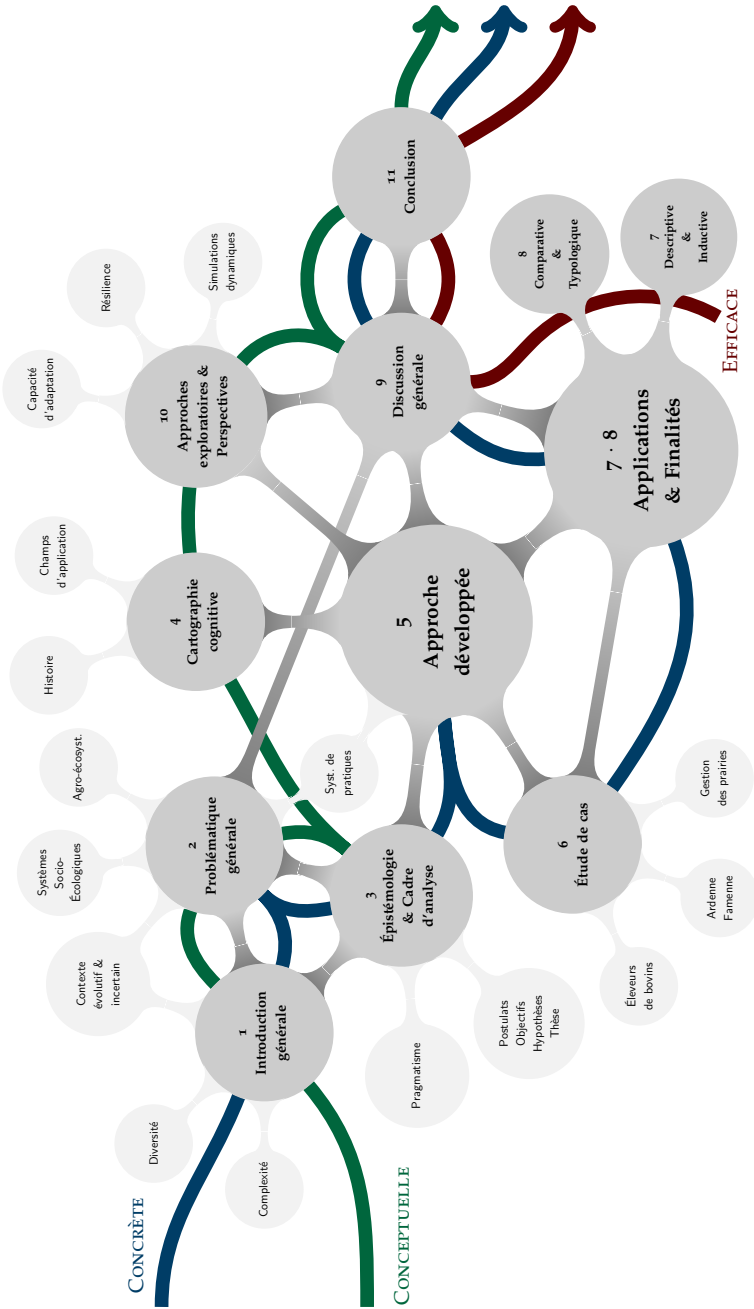 CONCRÈTE
CONCEPTUELLE
EFFICACE
Diversité
Complexité
1
Introduction
générale
Contexte
évolutif &
incertain
Systèmes
Socio-
Écologiques
Agro-écosyst.
Syst. de
pratiques
2
Problématique
générale
3
Épistémologie
& Cadre
d'analyse
Pragmatisme
Postulats
Objectifs
Hypothèses
Thèse
Histoire
Champs
d'application
4
Cartographie
cognitive
5
Approche
développée
6
Étude de cas
Éleveurs
de bovins
Ardenne
Famenne
Gestion
des prairies
7 · 8
Applications
& Finalités
8
Comparative
&
Typologique
7
Descriptive
&
Inductive
9
Discussion
générale
10
Approches
exploratoires &
Perspectives
Capacité
d'adaptation
Résilience
Simulations
dynamiques
11
Conclusion